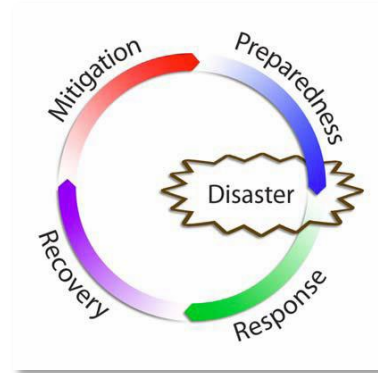 Mitigation
Preparedness
Disaster
Recovery
Response